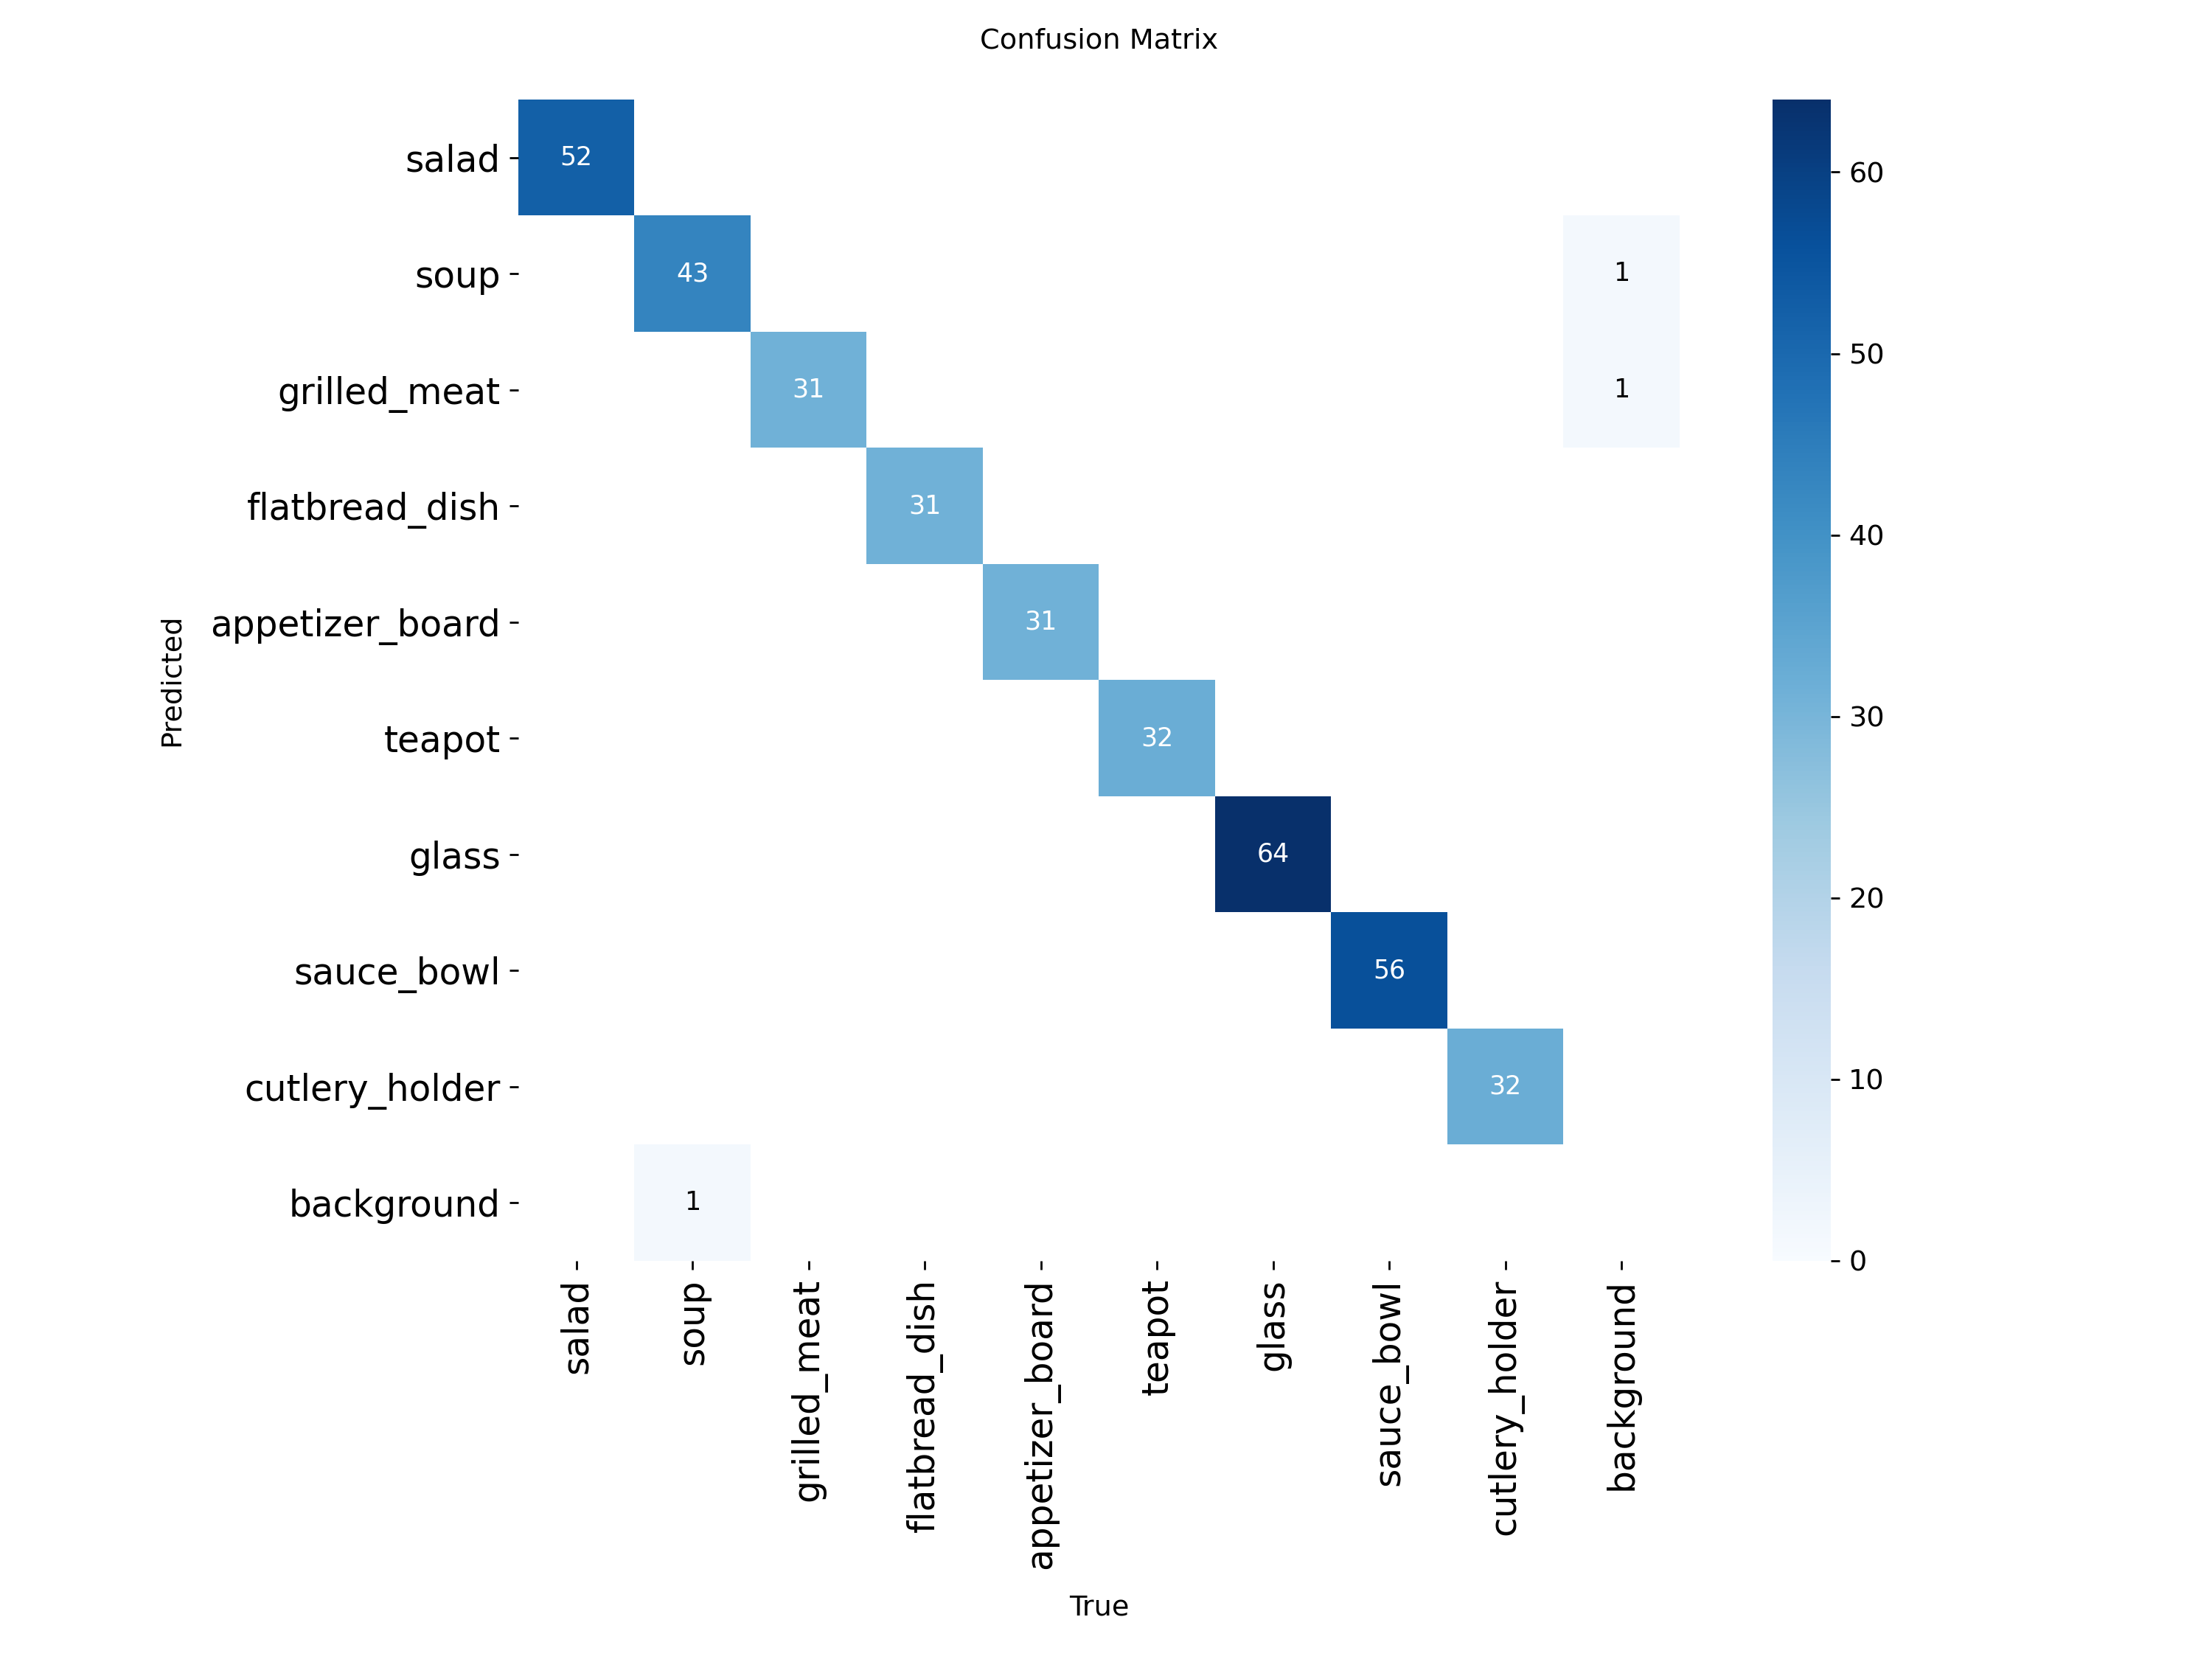 Confusion Matrix
salad
52
60
soup
43
1
grilled_meat
31
1
50
flatbread_dish
31
40
appetizer_board
31
Predicted
teapot
32
30
glass
64
20
sauce_bowl
56
10
cutlery_holder
32
background
1
0
salad
soup
grilled_meat
flatbread_dish
appetizer_board
teapot
glass
sauce_bowl
cutlery_holder
background
True